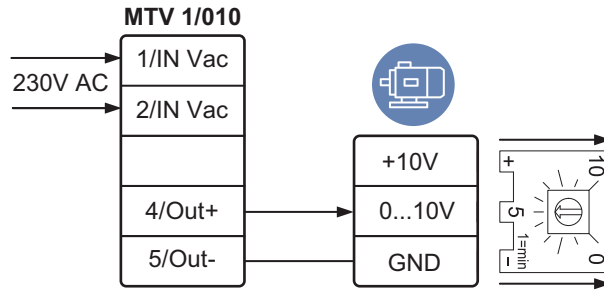 MTV 1/010
230V AC
1/IN Vac
2/IN Vac
4/Out+
5/Out-
+10V
0...10V
GND
+
5
-
1=min
10
0